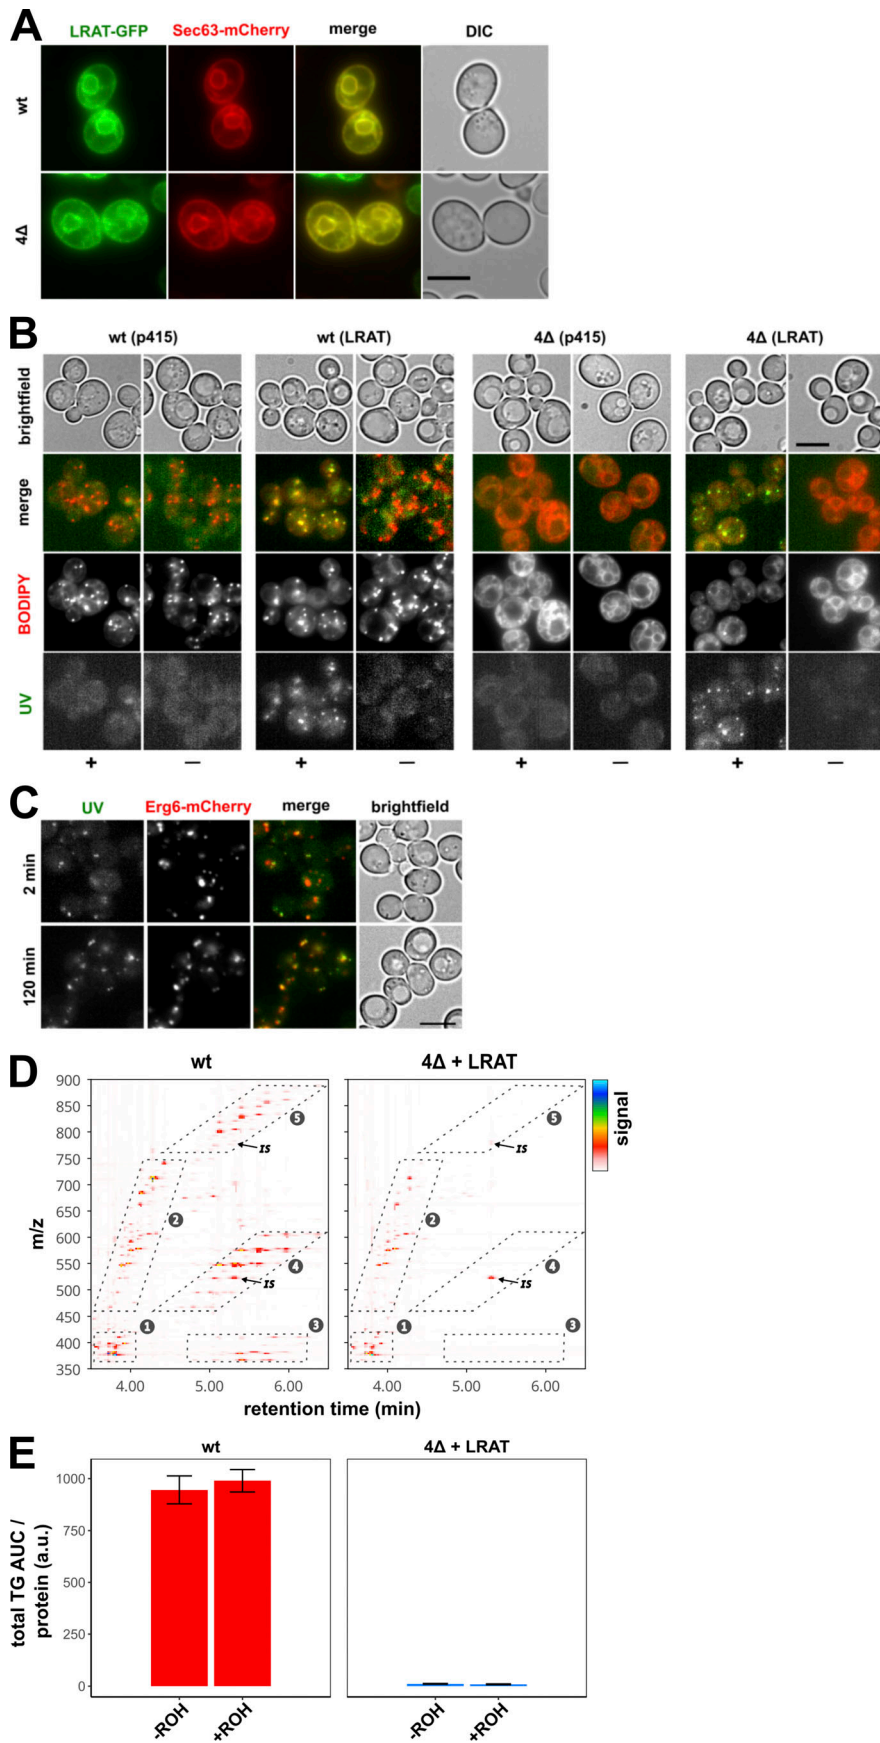 A
LRAT-GFP Sec63-mCherry merge DIC
wt
4Δ
B
wt (p415) wt (LRAT) 4Δ (p415) 4Δ (LRAT)
brightfield
merge
BODIPY
UV
+ — + — + — + —
C
UV Erg6-mCherry merge brightfield
2 min
120 min
D
wt 4Δ + LRAT
m/z
900
850
800
750
700
650
600
550
500
450
400
350
5 IS 2 4 IS 1 3
5 IS 2 4 IS 1 3
signal
4.00 5.00 6.00 4.00 5.00 6.00
retention time (min)
E
wt 4Δ + LRAT
total TG AUC /
protein (a.u.)
1000
750
500
250
0
-ROH +ROH -ROH +ROH